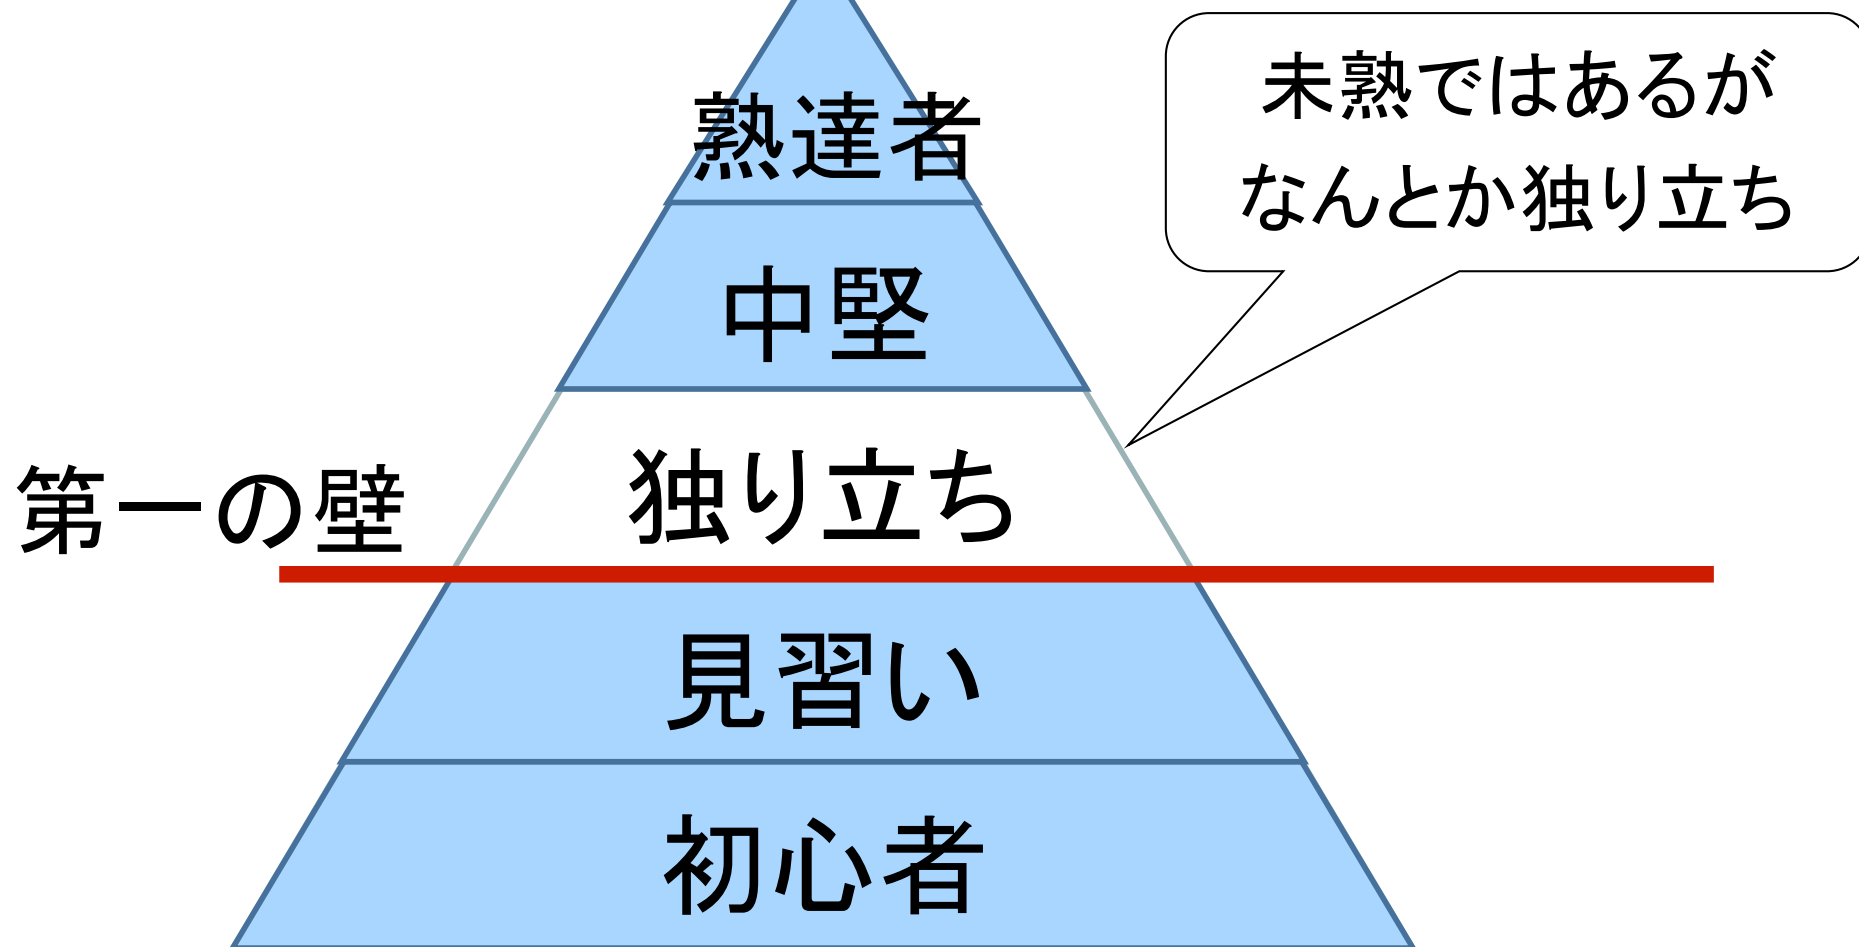 熟達者
未熟ではあるが
なんとか独り立ち
中堅
独り立ち
第一の壁
見習い
初心者